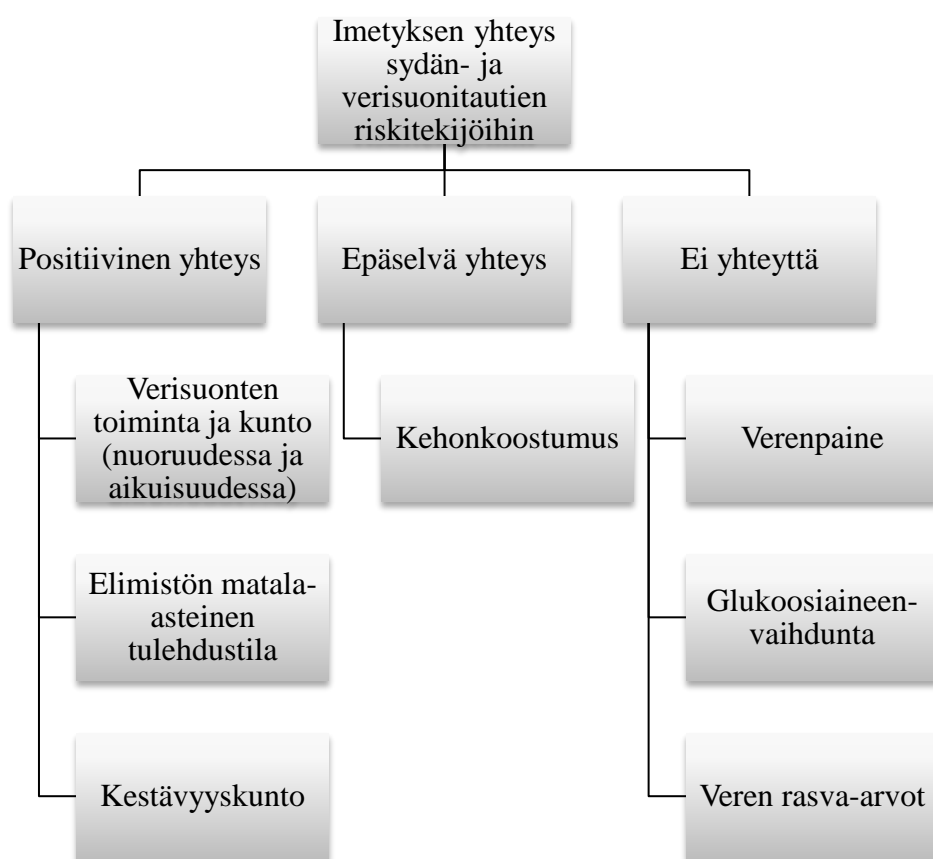 Imetyksen yhteys
sydän- ja
verisuonitautien
riskitekijöihin
Positiivinen yhteys
Epäselvä yhteys
Ei yhteyttä
Verisuonten
toiminta ja kunto
(nuoruudessa ja
aikuisuudessa)
Elimistön matala-
asteinen
tulehdustila
Kestävyyskunto
Kehonkoostumus
Verenpaine
Glukoosiaineen-
vaihdunta
Veren rasva-arvot